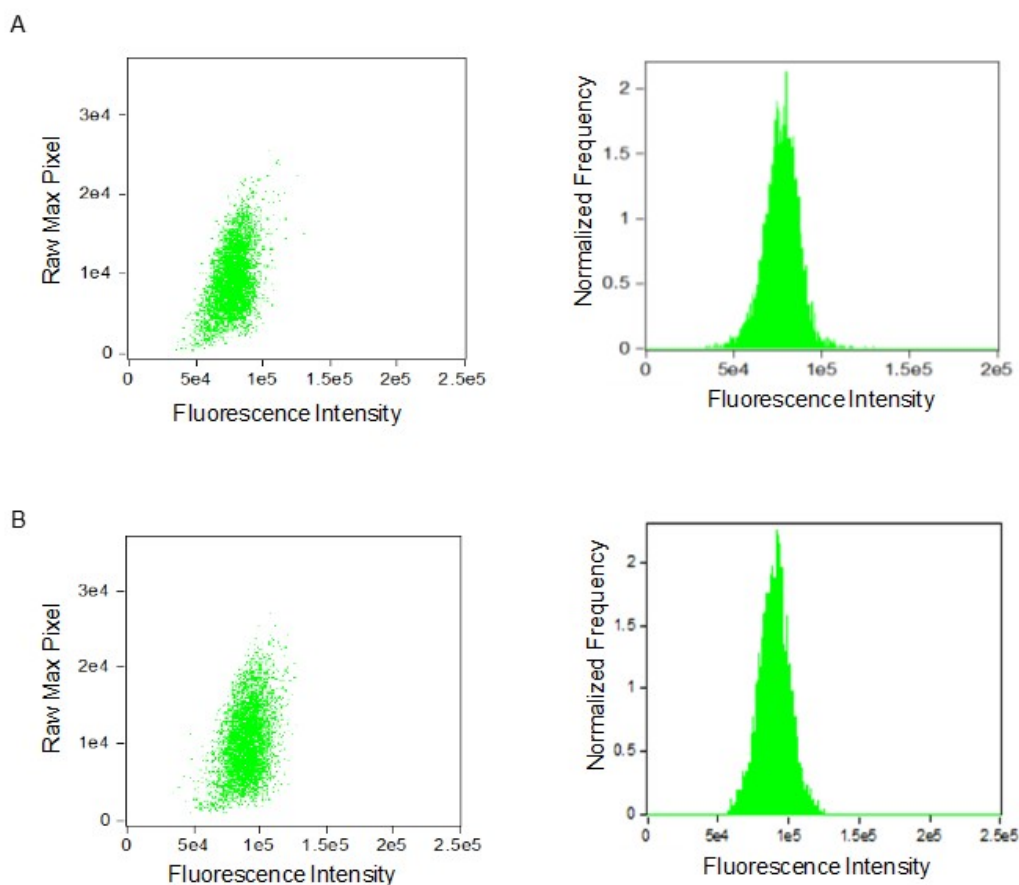 A
Raw Max Pixel
3e4
2e4
1e4
0
0 5e4 1e5 1.5e5 2e5 2.5e5
Fluorescence Intensity
Normalized Frequency
2
1.5
1
0.5
0
0 5e4 1e5 1.5e5 2e5
Fluorescence Intensity
B
Raw Max Pixel
3e4
2e4
1e4
0
0 5e4 1e5 1.5e5 2e5 2.5e5
Fluorescence Intensity
Normalized Frequency
2
1.5
1
0.5
0
0 5e4 1e5 1.5e5 2e5 2.5e5
Fluorescence Intensity